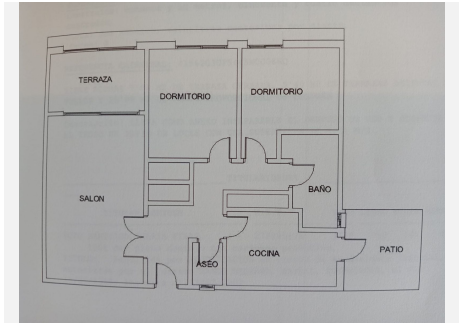 TERRAZA
DORMITORIO
DORMITORIO
BAÑO
SALON
ASEO
COCINA
PATIO